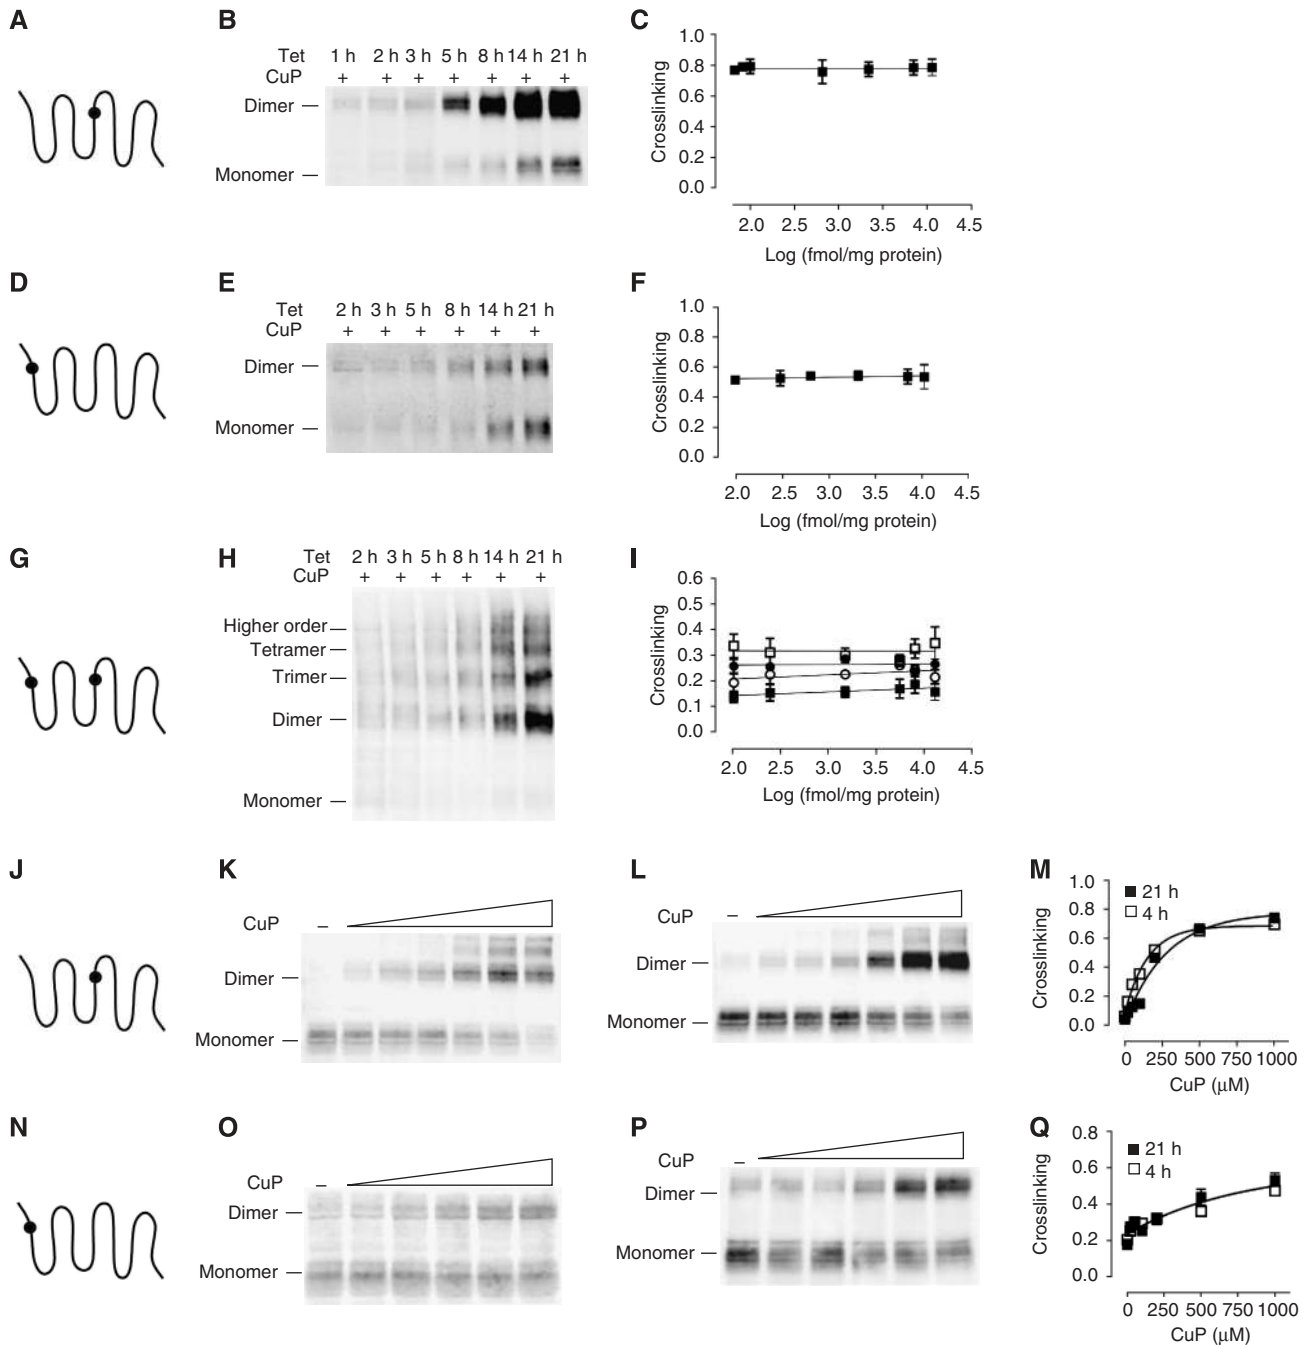 A
B
Tet 1 h 2 h 3 h 5 h 8 h 14 h 21 h
CuP + + + + + + +
Dimer —
Monomer —
C
Crosslinking
1.0
0.8
0.6
0.4
0.2
0.0
2.0 2.5 3.0 3.5 4.0 4.5
Log (fmol/mg protein)
D
E
Tet 2 h 3 h 5 h 8 h 14 h 21 h
CuP + + + + + +
Dimer —
Monomer —
F
Crosslinking
1.0
0.8
0.6
0.4
0.2
0.0
2.0 2.5 3.0 3.5 4.0 4.5
Log (fmol/mg protein)
G
H
Tet 2 h 3 h 5 h 8 h 14 h 21 h
CuP + + + + + +
Higher order —
Tetramer —
Trimer —
Dimer —
Monomer —
I
Crosslinking
0.6
0.5
0.4
0.3
0.2
0.1
0.0
2.0 2.5 3.0 3.5 4.0 4.5
Log (fmol/mg protein)
J
K
CuP –
Dimer —
Monomer —
L
CuP –
Dimer —
Monomer —
M
Crosslinking
1.0
0.8
0.6
0.4
0.2
0.0
21 h
4 h
0 250 500 750 1000
CuP (μM)
N
O
CuP –
Dimer —
Monomer —
P
CuP –
Dimer —
Monomer —
Q
Crosslinking
0.8
0.6
0.4
0.2
0.0
21 h
4 h
0 250 500 750 1000
CuP (μM)